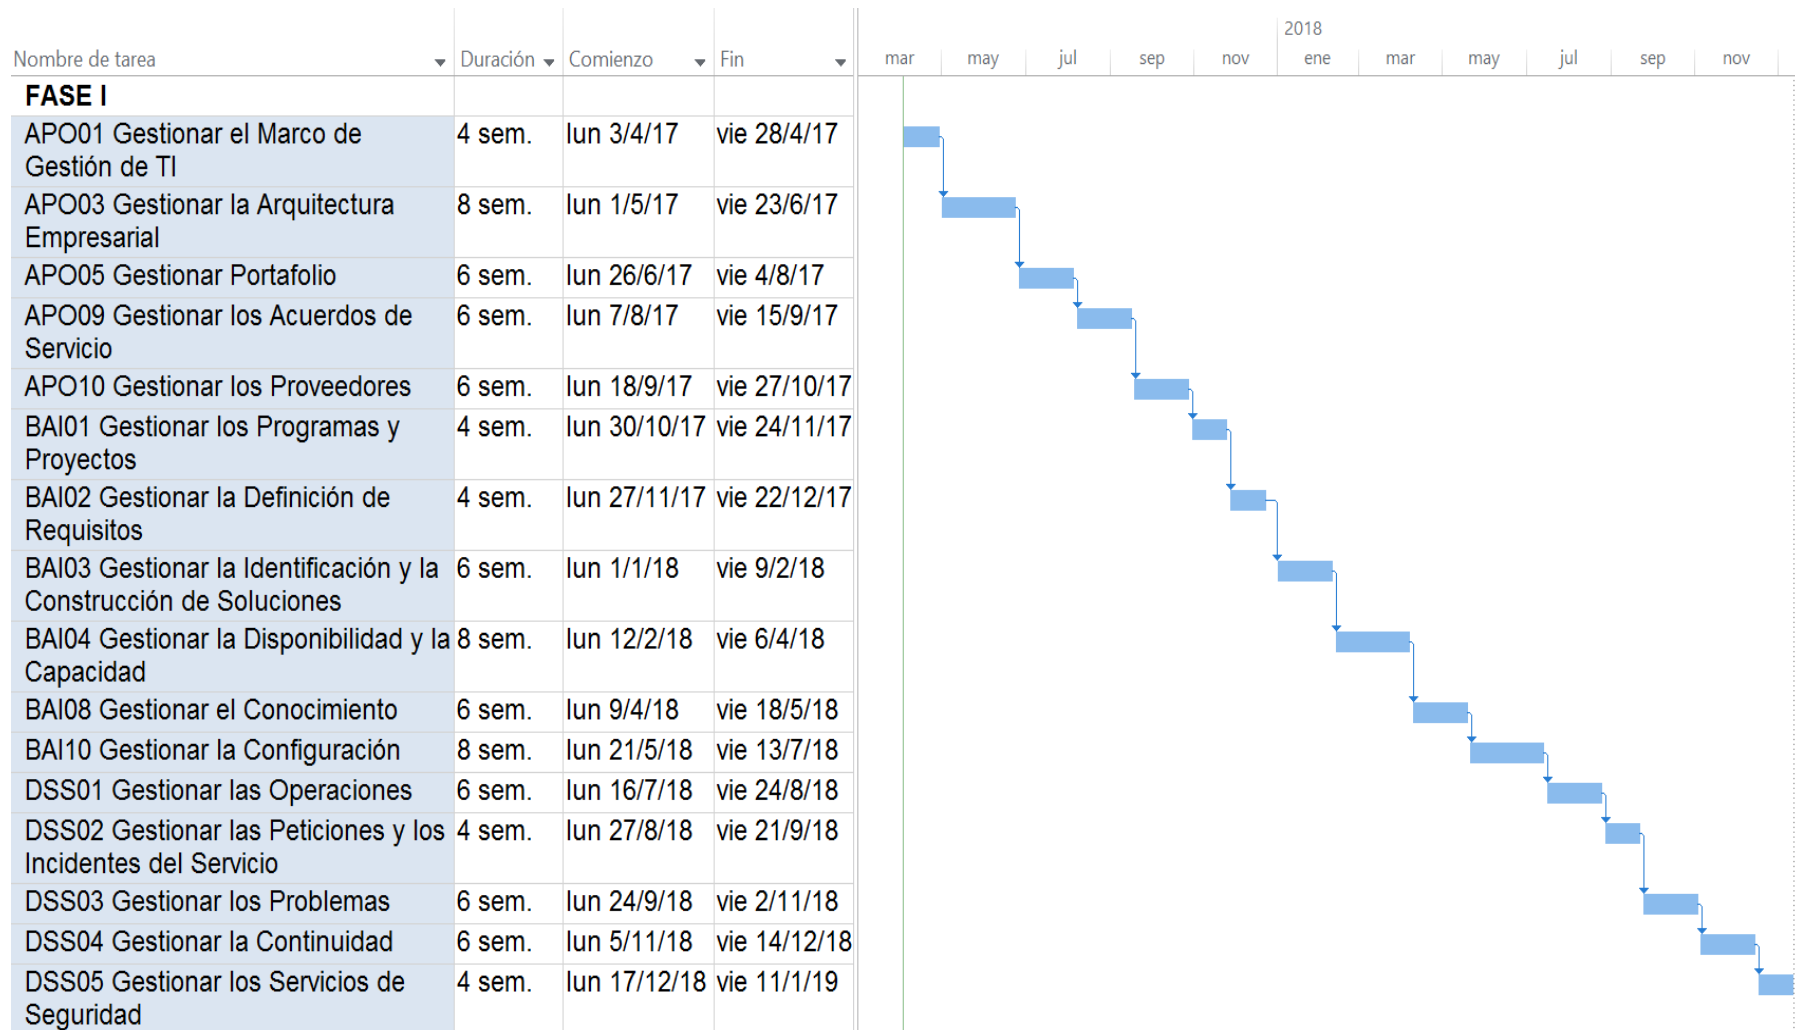 2018
Nombre de tarea Duración Comienzo Fin mar may jul sep nov ene mar may jul sep nov
FASE I
APO01 Gestionar el Marco de 4 sem. lun 3/4/17 vie 28/4/17
Gestión de TI
APO03 Gestionar la Arquitectura 8 sem. lun 1/5/17 vie 23/6/17
Empresarial
APO05 Gestionar Portafolio 6 sem. lun 26/6/17 vie 4/8/17
APO09 Gestionar los Acuerdos de 6 sem. lun 7/8/17 vie 15/9/17
Servicio
APO10 Gestionar los Proveedores 6 sem. lun 18/9/17 vie 27/10/17
BAI01 Gestionar los Programas y 4 sem. lun 30/10/17 vie 24/11/17
Proyectos
BAI02 Gestionar la Definición de 4 sem. lun 27/11/17 vie 22/12/17
Requisitos
BAI03 Gestionar la Identificación y la 6 sem. lun 1/1/18 vie 9/2/18
Construcción de Soluciones
BAI04 Gestionar la Disponibilidad y la 8 sem. lun 12/2/18 vie 6/4/18
Capacidad
BAI08 Gestionar el Conocimiento 6 sem. lun 9/4/18 vie 18/5/18
BAI10 Gestionar la Configuración 8 sem. lun 21/5/18 vie 13/7/18
DSS01 Gestionar las Operaciones 6 sem. lun 16/7/18 vie 24/8/18
DSS02 Gestionar las Peticiones y los 4 sem. lun 27/8/18 vie 21/9/18
Incidentes del Servicio
DSS03 Gestionar los Problemas 6 sem. lun 24/9/18 vie 2/11/18
DSS04 Gestionar la Continuidad 6 sem. lun 5/11/18 vie 14/12/18
DSS05 Gestionar los Servicios de 4 sem. lun 17/12/18 vie 11/1/19
Seguridad